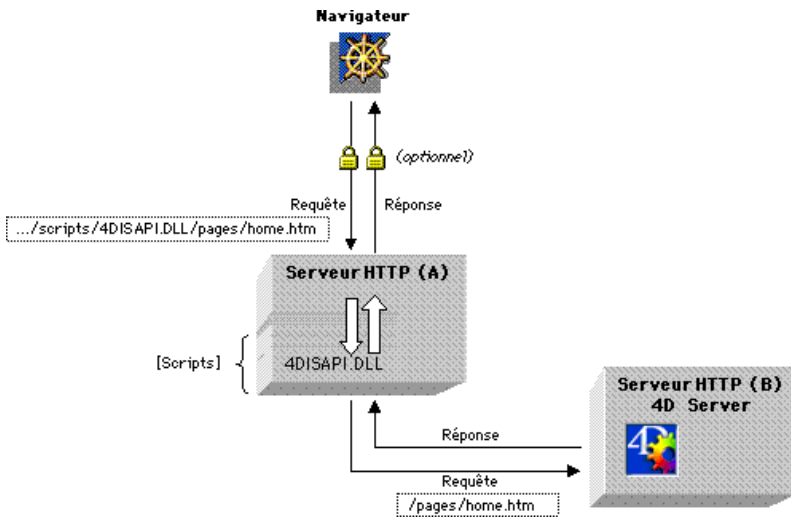 Navigateur
(optionnel)
Requête
Réponse
.../scripts/4DISAPI.DLL/pages/home.htm
Serveur HTTP (A)
[Scripts]
4DISAPI.DLL
Serveur HTTP (B)
4D Server
4D
Réponse
Requête
/pages/home.htm